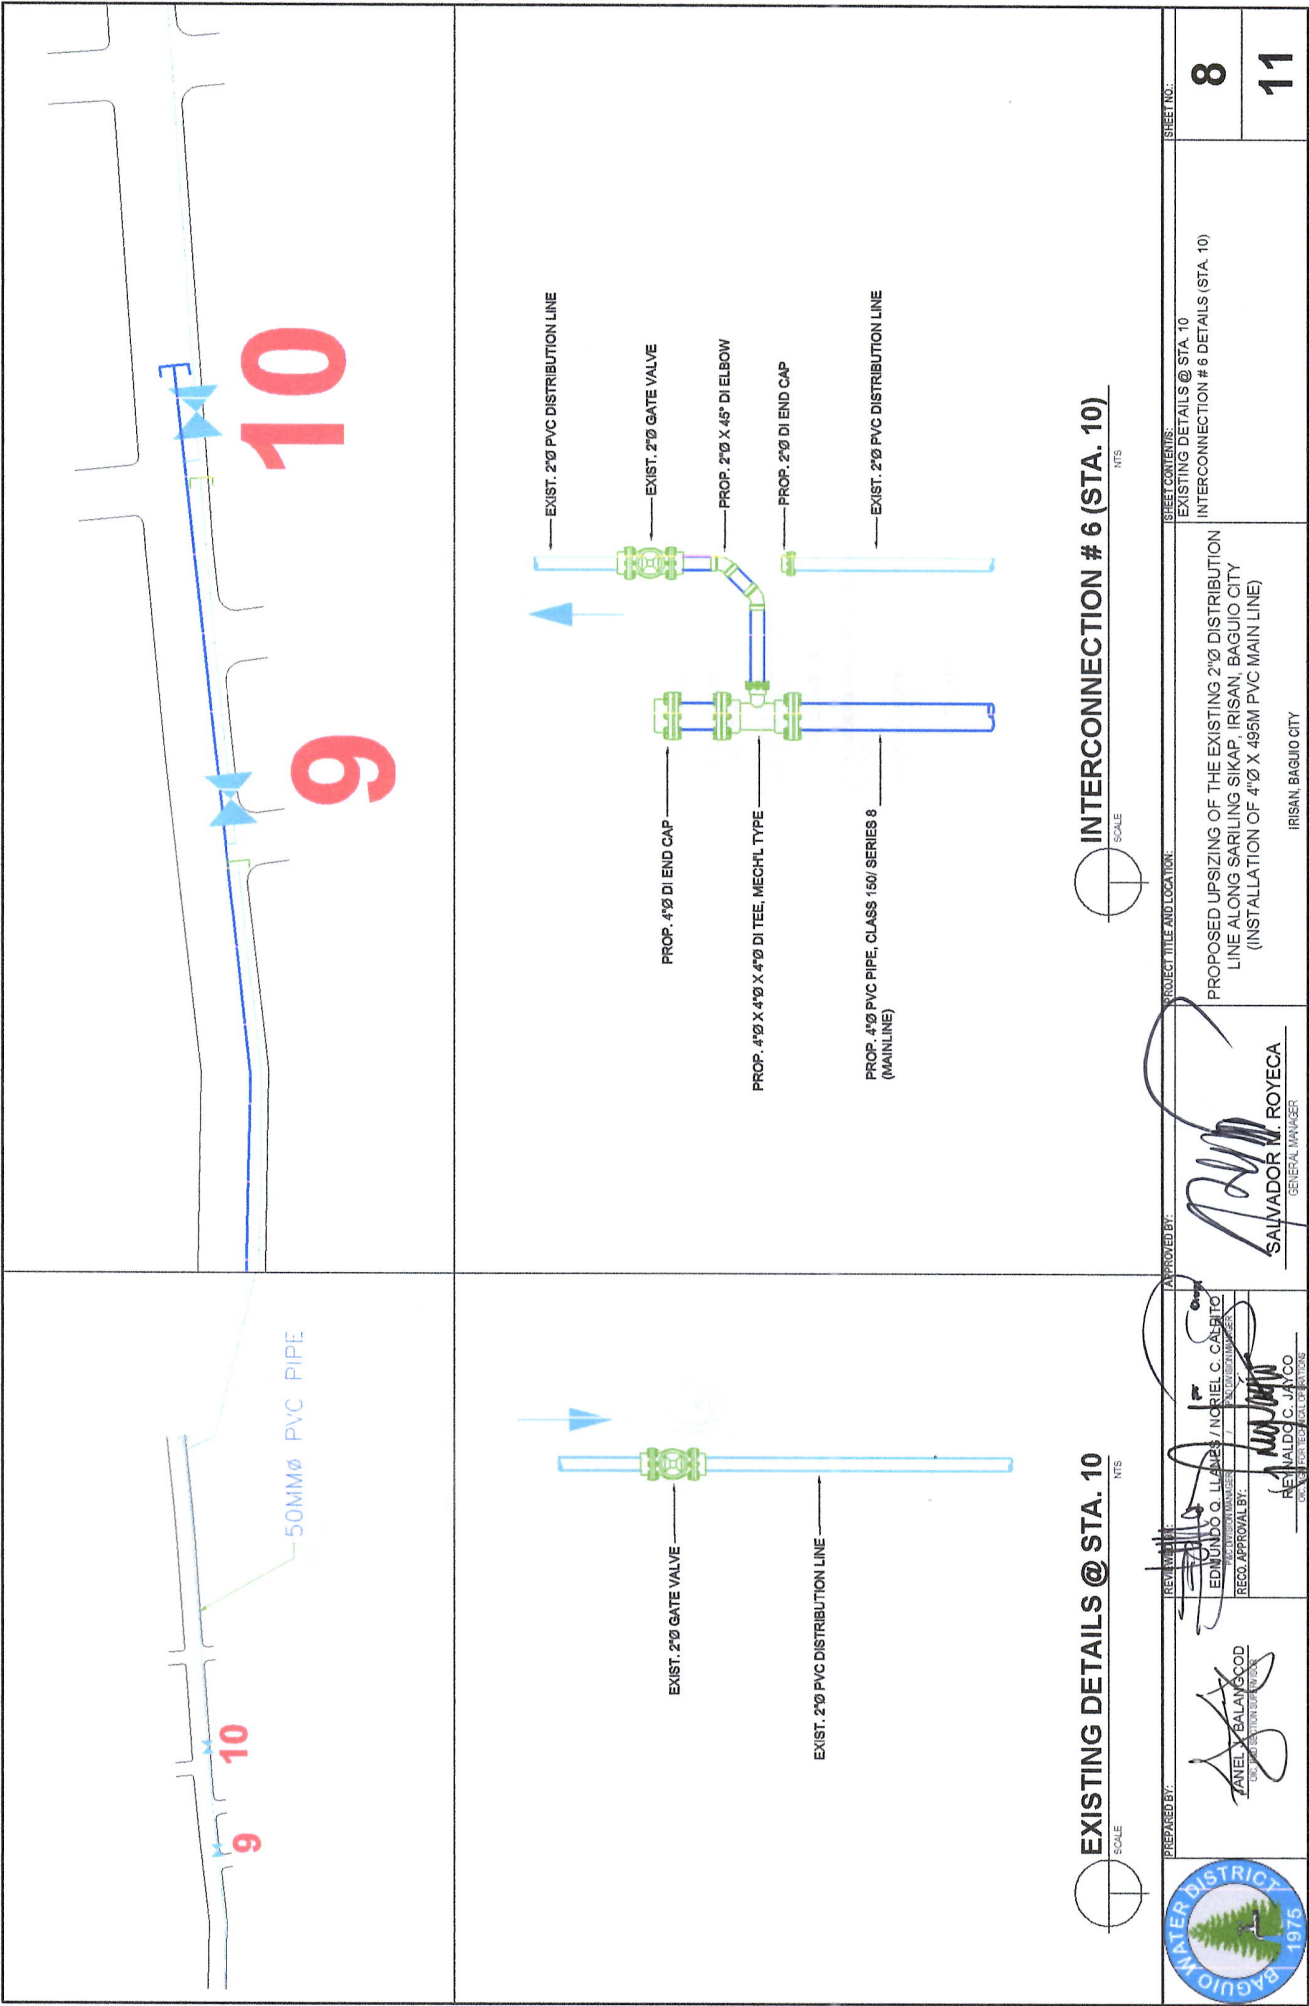 9
10
50MMØ PVC PIPE
9
10
EXIST. 2"Ø GATE VALVE
EXIST. 2"Ø PVC DISTRIBUTION LINE
EXISTING DETAILS @ STA. 10
SCALE
NTS
PROP. 4"Ø DI END CAP
PROP. 4"Ø X 4"Ø X 4"Ø DI TEE, MECH'L TYPE
PROP. 4"Ø PVC PIPE, CLASS 150/ SERIES 8
(MAINLINE)
EXIST. 2"Ø PVC DISTRIBUTION LINE
EXIST. 2"Ø GATE VALVE
PROP. 2"Ø X 45° DI ELBOW
PROP. 2"Ø DI END CAP
EXIST. 2"Ø PVC DISTRIBUTION LINE
INTERCONNECTION # 6 (STA. 10)
SCALE
NTS
BAGUIO WATER DISTRICT
1975
PREPARED BY:
JANEL J. BALANGCOD
REVIEWED BY:
EDMUNDO Q. LLANES / NORIEL C. CALPITO
RECO. APPROVAL BY:
REYNALDO C. JAYCO
APPROVED BY:
SALVADOR M. ROYECA
GENERAL MANAGER
PROJECT TITLE AND LOCATION:
PROPOSED UPSIZING OF THE EXISTING 2"Ø DISTRIBUTION
LINE ALONG SARILING SIKAP, IRISAN, BAGUIO CITY
(INSTALLATION OF 4"Ø X 495M PVC MAIN LINE)
IRISAN, BAGUIO CITY
SHEET CONTENTS:
EXISTING DETAILS @ STA. 10
INTERCONNECTION # 6 DETAILS (STA. 10)
SHEET NO.:
8
11